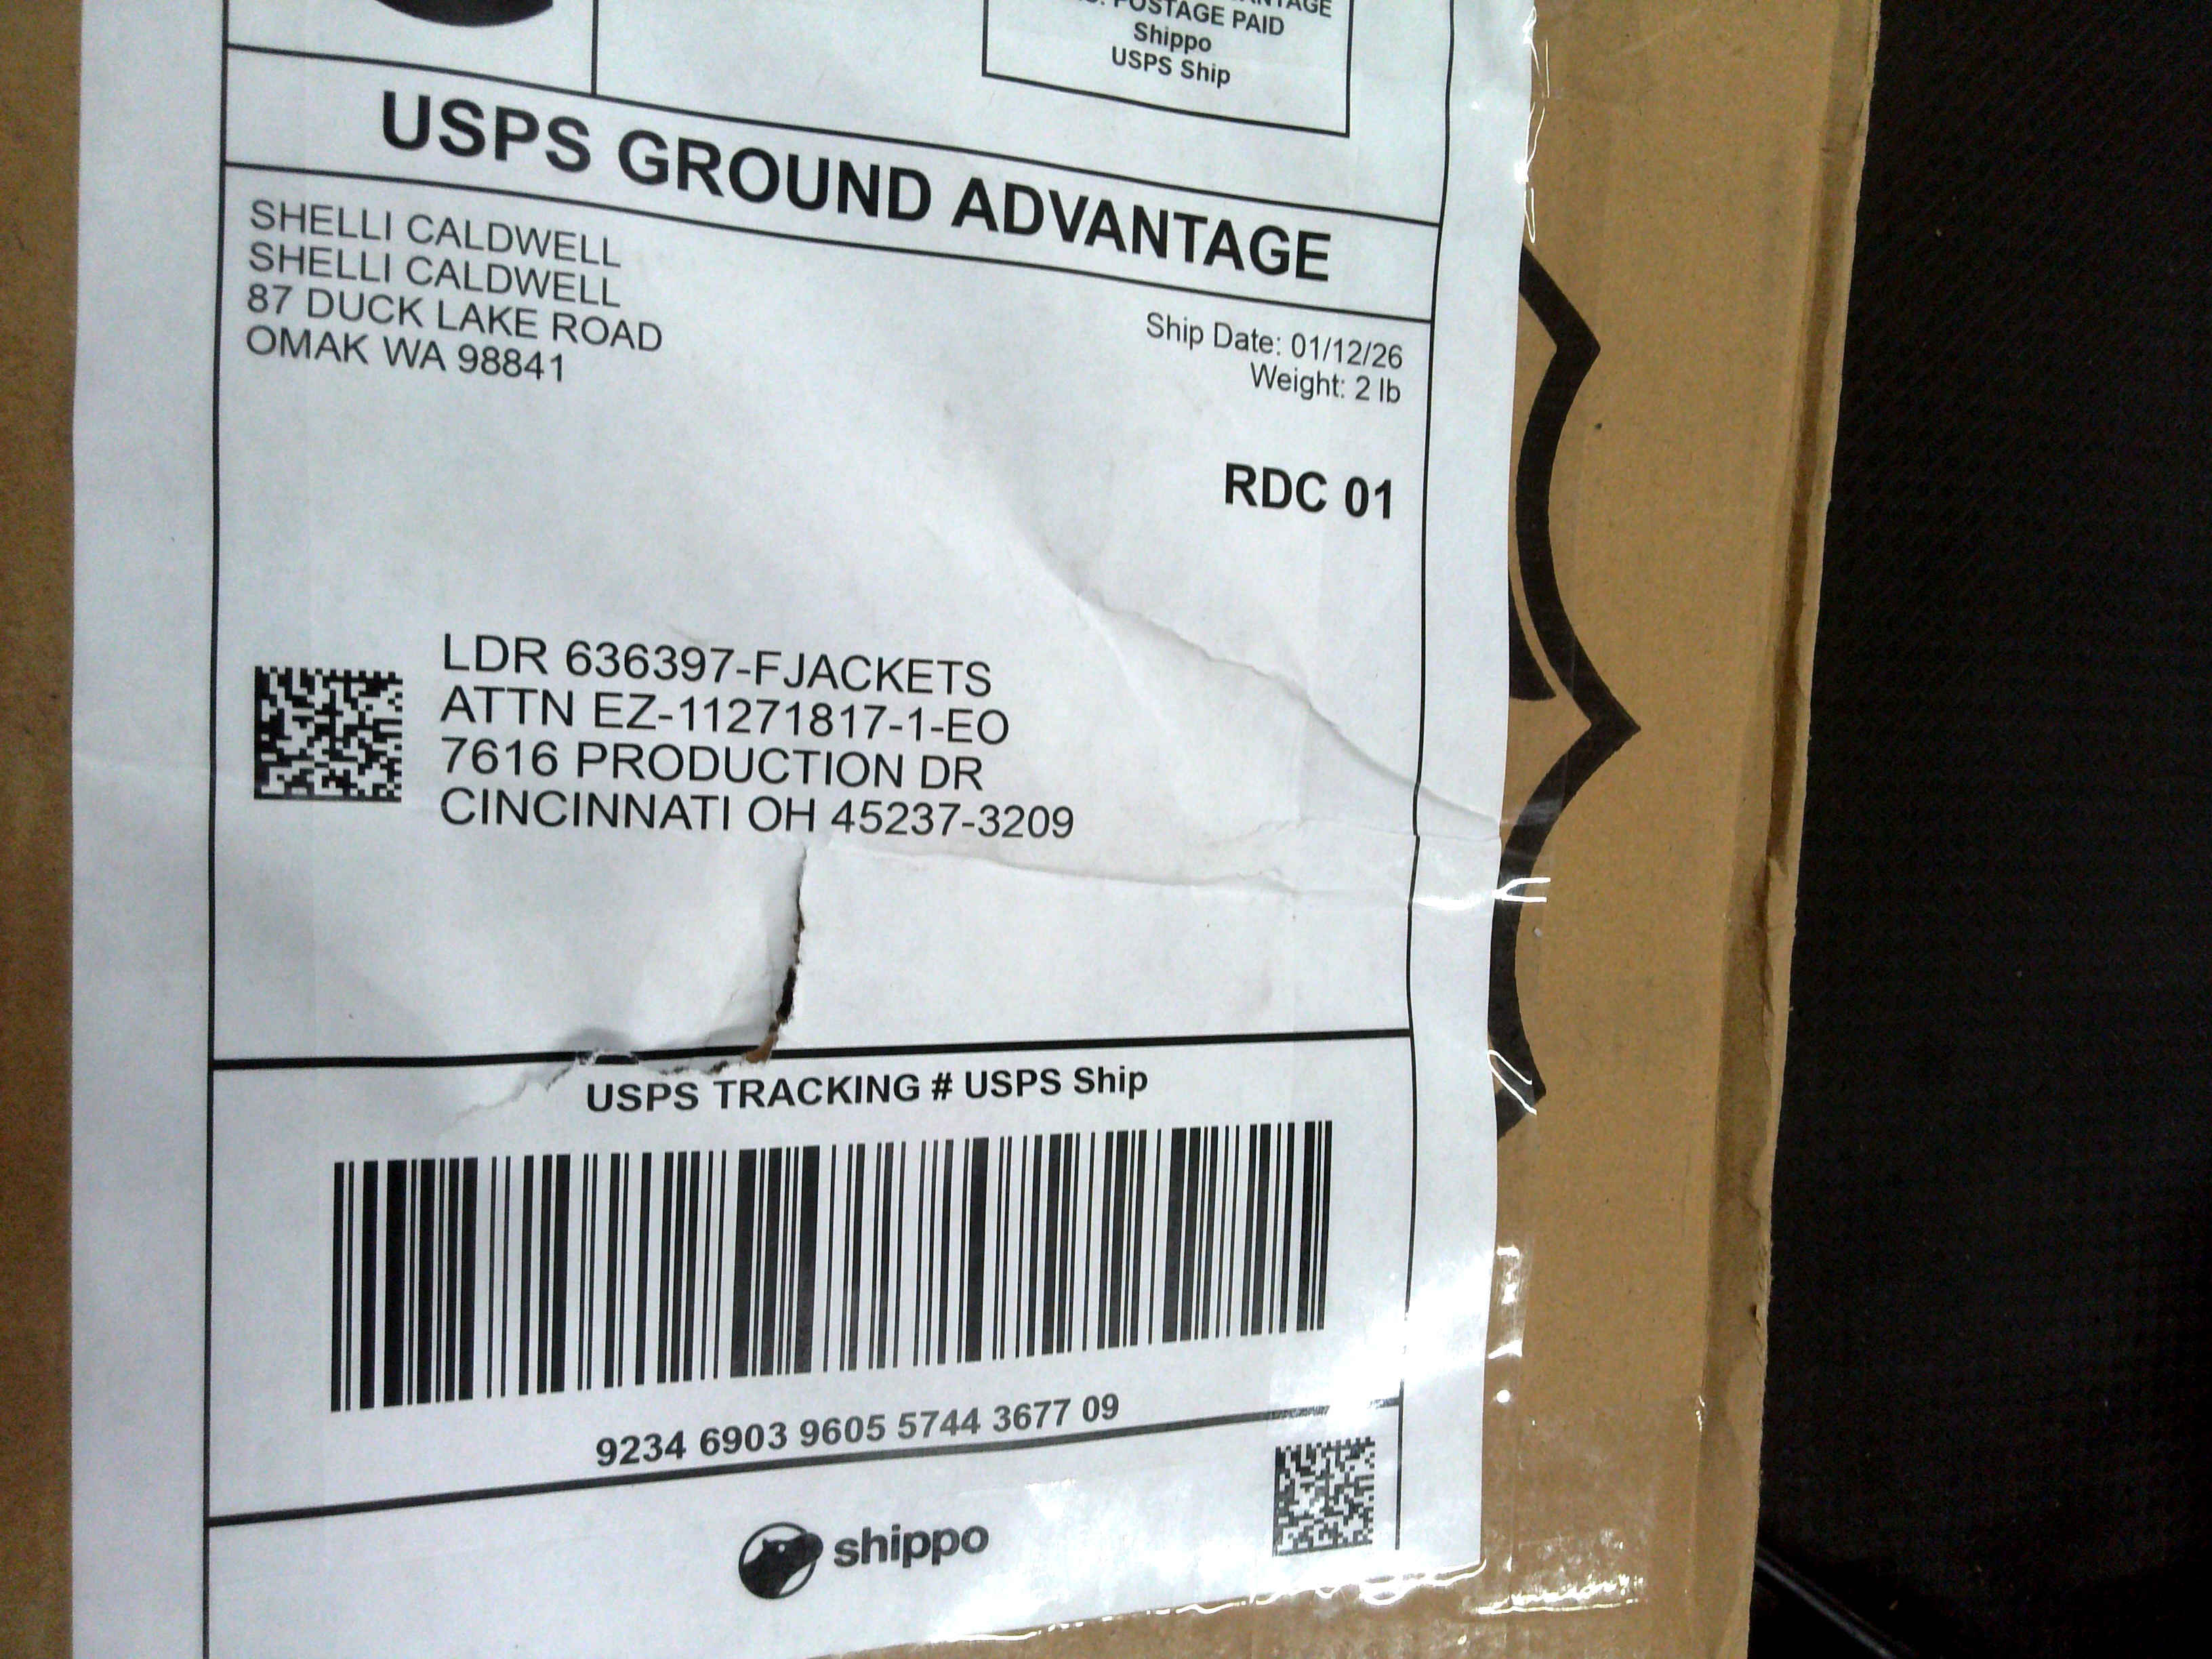 POSTAGE PAID
Shippo
USPS Ship
USPS GROUND ADVANTAGE
SHELLI CALDWELL
SHELLI CALDWELL
87 DUCK LAKE ROAD
OMAK WA 98841
Ship Date: 01/12/26
Weight: 2 lb
RDC 01
LDR 636397-FJACKETS
ATTN EZ-11271817-1-EO
7616 PRODUCTION DR
CINCINNATI OH 45237-3209
USPS TRACKING # USPS Ship
9234 6903 9605 5744 3677 09
shippo